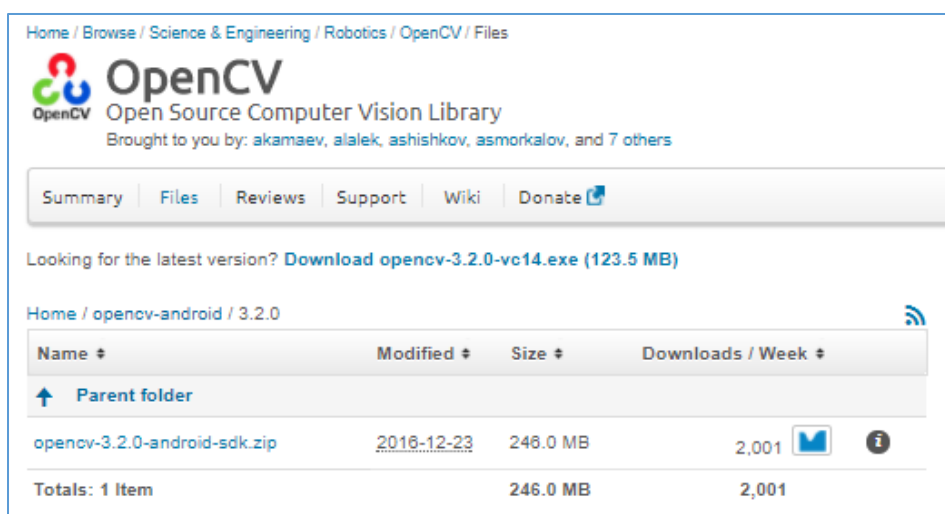 Home / Browse / Science & Engineering / Robotics / OpenCV / Files
OpenCV
OpenCV
Open Source Computer Vision Library
Brought to you by: akamaev, alalek, ashishkov, asmorkalov, and 7 others
Summary Files Reviews Support Wiki Donate
Looking for the latest version? Download opencv-3.2.0-vc14.exe (123.5 MB)
Home / opencv-android / 3.2.0
Name Modified Size Downloads / Week
Parent folder
opencv-3.2.0-android-sdk.zip 2016-12-23 246.0 MB 2,001
Totals: 1 Item 246.0 MB 2,001